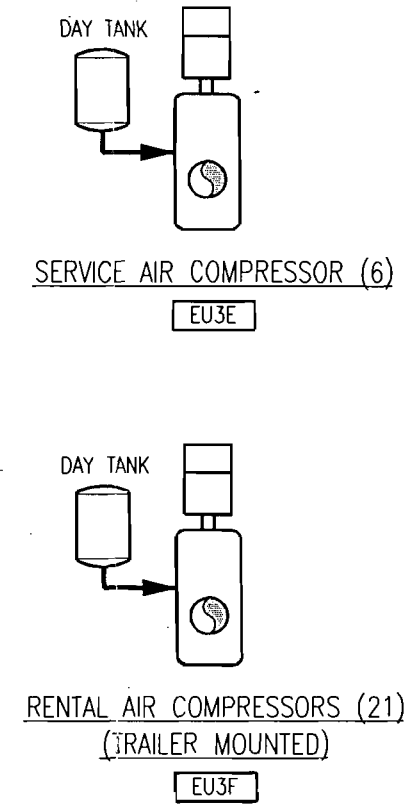 DAY TANK
SERVICE AIR COMPRESSOR (6)
EU3E
DAY TANK
RENTAL AIR COMPRESSORS (21)
(TRAILER MOUNTED)
EU3F